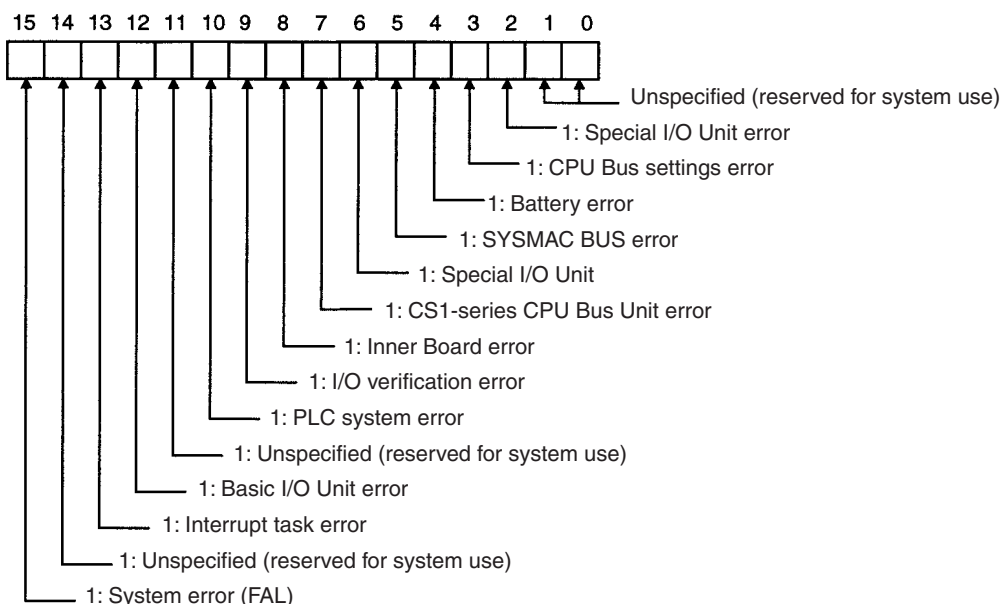 15 14 13 12 11 10 9 8 7 6 5 4 3 2 1 0
Unspecified (reserved for system use)
1: Special I/O Unit error
1: CPU Bus settings error
1: Battery error
1: SYSMAC BUS error
1: Special I/O Unit
1: CS1-series CPU Bus Unit error
1: Inner Board error
1: I/O verification error
1: PLC system error
1: Unspecified (reserved for system use)
1: Basic I/O Unit error
1: Interrupt task error
1: Unspecified (reserved for system use)
1: System error (FAL)